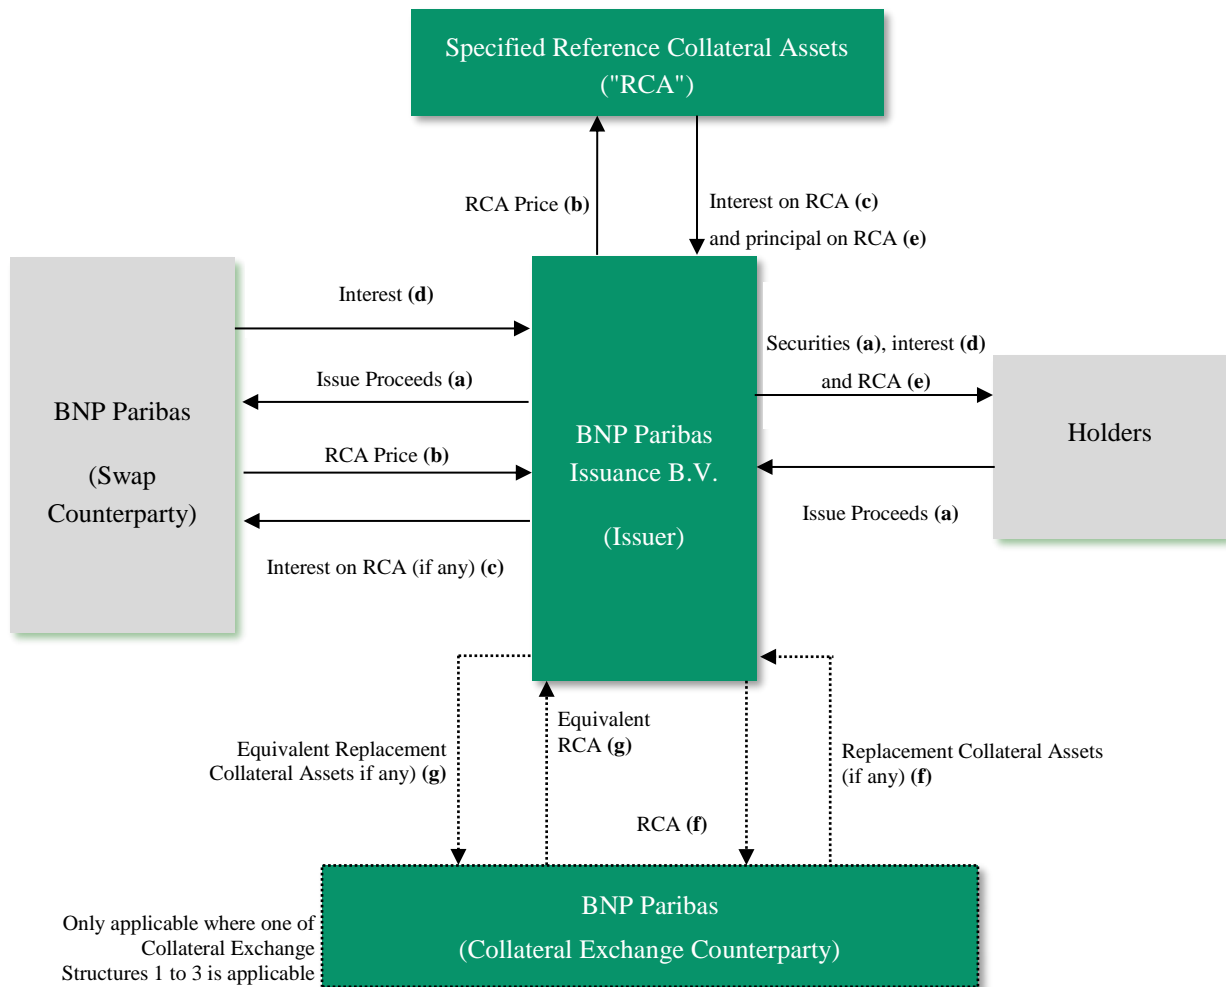 Specified Reference Collateral Assets
("RCA")
RCA Price (b)
Interest on RCA (c)
and principal on RCA (e)
Interest (d)
Issue Proceeds (a)
RCA Price (b)
Interest on RCA (if any) (c)
BNP Paribas
(Swap
Counterparty)
BNP Paribas
Issuance B.V.
(Issuer)
Securities (a), interest (d)
and RCA (e)
Issue Proceeds (a)
Holders
Equivalent Replacement
Collateral Assets if any) (g)
Equivalent
RCA (g)
RCA (f)
Replacement Collateral Assets
(if any) (f)
BNP Paribas
(Collateral Exchange Counterparty)
Only applicable where one of
Collateral Exchange
Structures 1 to 3 is applicable